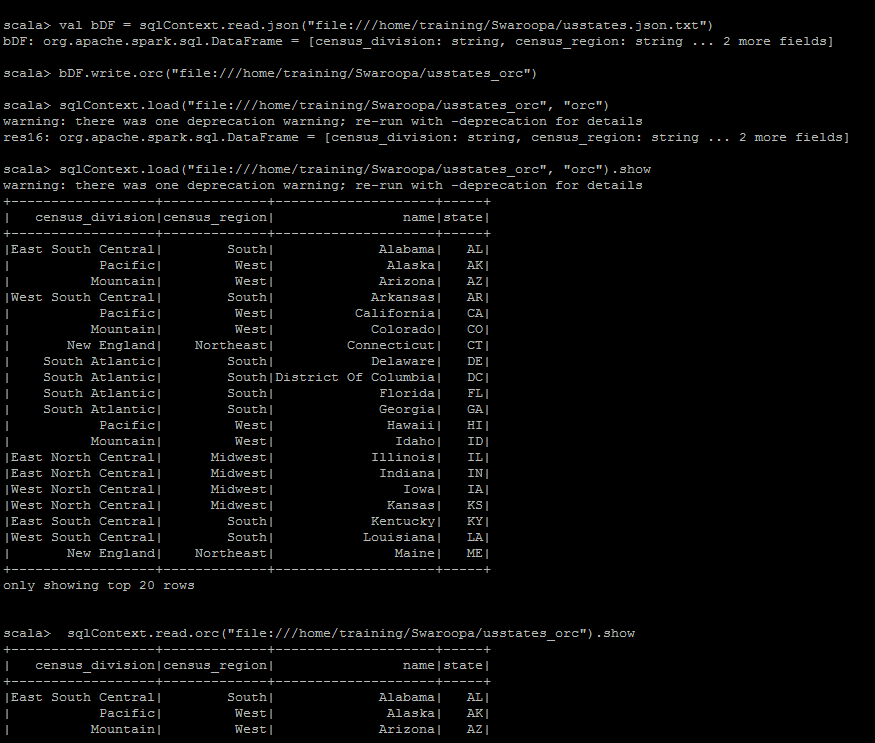 scala> val bDF = sqlContext.read.json("file:///home/training/Swaroopa/usstates.json.txt")
bDF: org.apache.spark.sql.DataFrame = [census_division: string, census_region: string ... 2 more fields]

scala> bDF.write.orc("file:///home/training/Swaroopa/usstates_orc")

scala> sqlContext.load("file:///home/training/Swaroopa/usstates_orc", "orc")
warning: there was one deprecation warning; re-run with -deprecation for details
res16: org.apache.spark.sql.DataFrame = [census_division: string, census_region: string ... 2 more fields]

scala> sqlContext.load("file:///home/training/Swaroopa/usstates_orc", "orc").show
warning: there was one deprecation warning; re-run with -deprecation for details
+------------------+-------------+--------------------+-----+
|   census_division|census_region|                name|state|
+------------------+-------------+--------------------+-----+
|East South Central|        South|             Alabama|   AL|
|           Pacific|         West|              Alaska|   AK|
|          Mountain|         West|             Arizona|   AZ|
|West South Central|        South|            Arkansas|   AR|
|           Pacific|         West|          California|   CA|
|          Mountain|         West|            Colorado|   CO|
|       New England|    Northeast|         Connecticut|   CT|
|    South Atlantic|        South|            Delaware|   DE|
|    South Atlantic|        South|District Of Columbia|   DC|
|    South Atlantic|        South|             Florida|   FL|
|    South Atlantic|        South|             Georgia|   GA|
|           Pacific|         West|              Hawaii|   HI|
|          Mountain|         West|               Idaho|   ID|
|East North Central|      Midwest|            Illinois|   IL|
|East North Central|      Midwest|             Indiana|   IN|
|West North Central|      Midwest|                Iowa|   IA|
|West North Central|      Midwest|              Kansas|   KS|
|East South Central|        South|            Kentucky|   KY|
|West South Central|        South|           Louisiana|   LA|
|       New England|    Northeast|               Maine|   ME|
+------------------+-------------+--------------------+-----+
only showing top 20 rows

scala>  sqlContext.read.orc("file:///home/training/Swaroopa/usstates_orc").show
+------------------+-------------+--------------------+-----+
|   census_division|census_region|                name|state|
+------------------+-------------+--------------------+-----+
|East South Central|        South|             Alabama|   AL|
|           Pacific|         West|              Alaska|   AK|
|          Mountain|         West|             Arizona|   AZ|